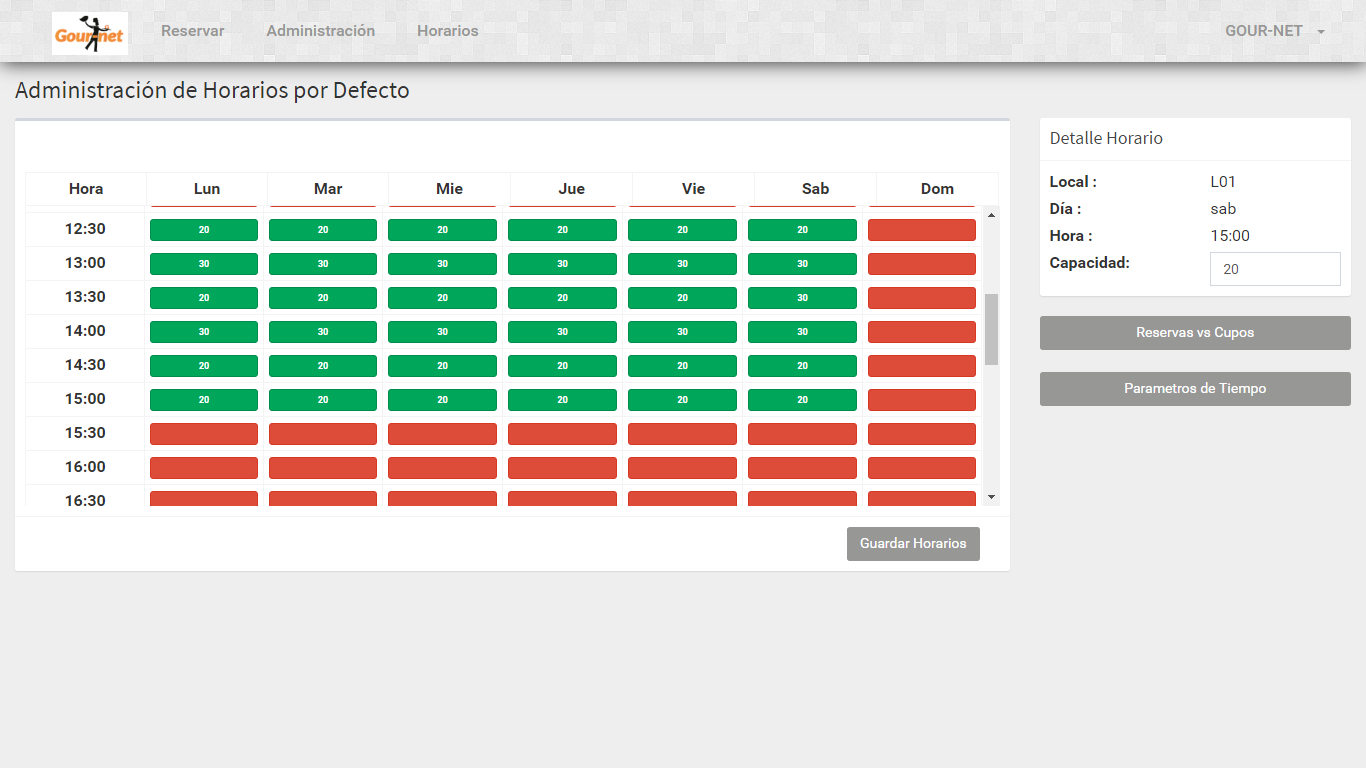 Gour-net Reservar Administración Horarios GOUR-NET
Administración de Horarios por Defecto
Hora Lun Mar Mie Jue Vie Sab Dom
12:30 20 20 20 20 20 20
13:00 30 30 30 30 30 30
13:30 20 20 20 20 20 30
14:00 30 30 30 30 30 30
14:30 20 20 20 20 20 20
15:00 20 20 20 20 20 20
15:30
16:00
16:30
Guardar Horarios
Detalle Horario
Local : L01
Día : sab
Hora : 15:00
Capacidad: 20
Reservas vs Cupos
Parametros de Tiempo